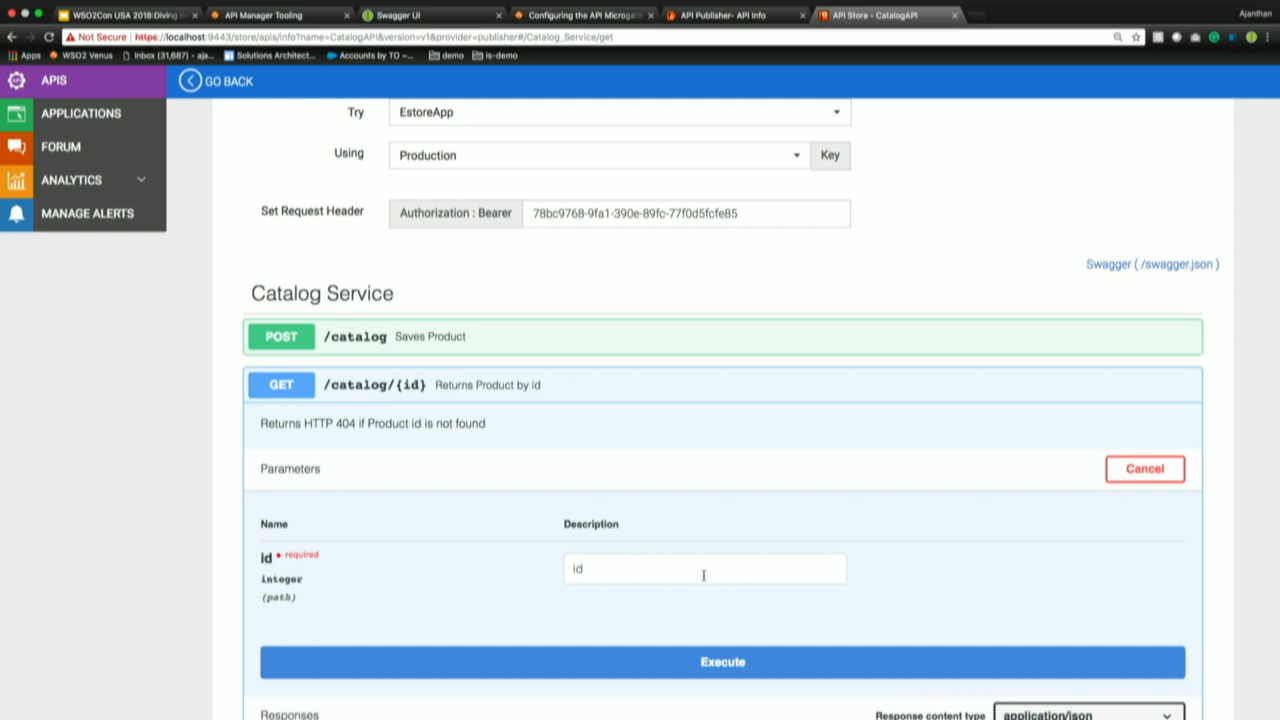 WSO2Con USA 2018:Diving
API Manager Tooling
Swagger UI
Configuring the API Microgate
API Publisher- API Info
API Store - CatalogAPI
Ajanthan
Not Secure https://localhost:9443/store/apis/info?name=CatalogAPI&version=v1&provider=publisher#/Catalog_Service/get
Apps
WSO2 Venus
Inbox (31,687) - aja...
Solutions Architect...
Accounts by TO –...
demo
is-demo
APIS
GO BACK
APPLICATIONS
FORUM
ANALYTICS
MANAGE ALERTS
Try
EstoreApp
Using
Production
Key
Set Request Header
Authorization : Bearer
78bc9768-9fa1-390e-89fc-77f0d5fcfe85
Swagger ( /swagger.json )
Catalog Service
POST /catalog Saves Product
GET /catalog/{id} Returns Product by id
Returns HTTP 404 if Product id is not found
Parameters
Cancel
Name
Description
id * required
integer
(path)
id
Execute
Responses
Response content type
application/json